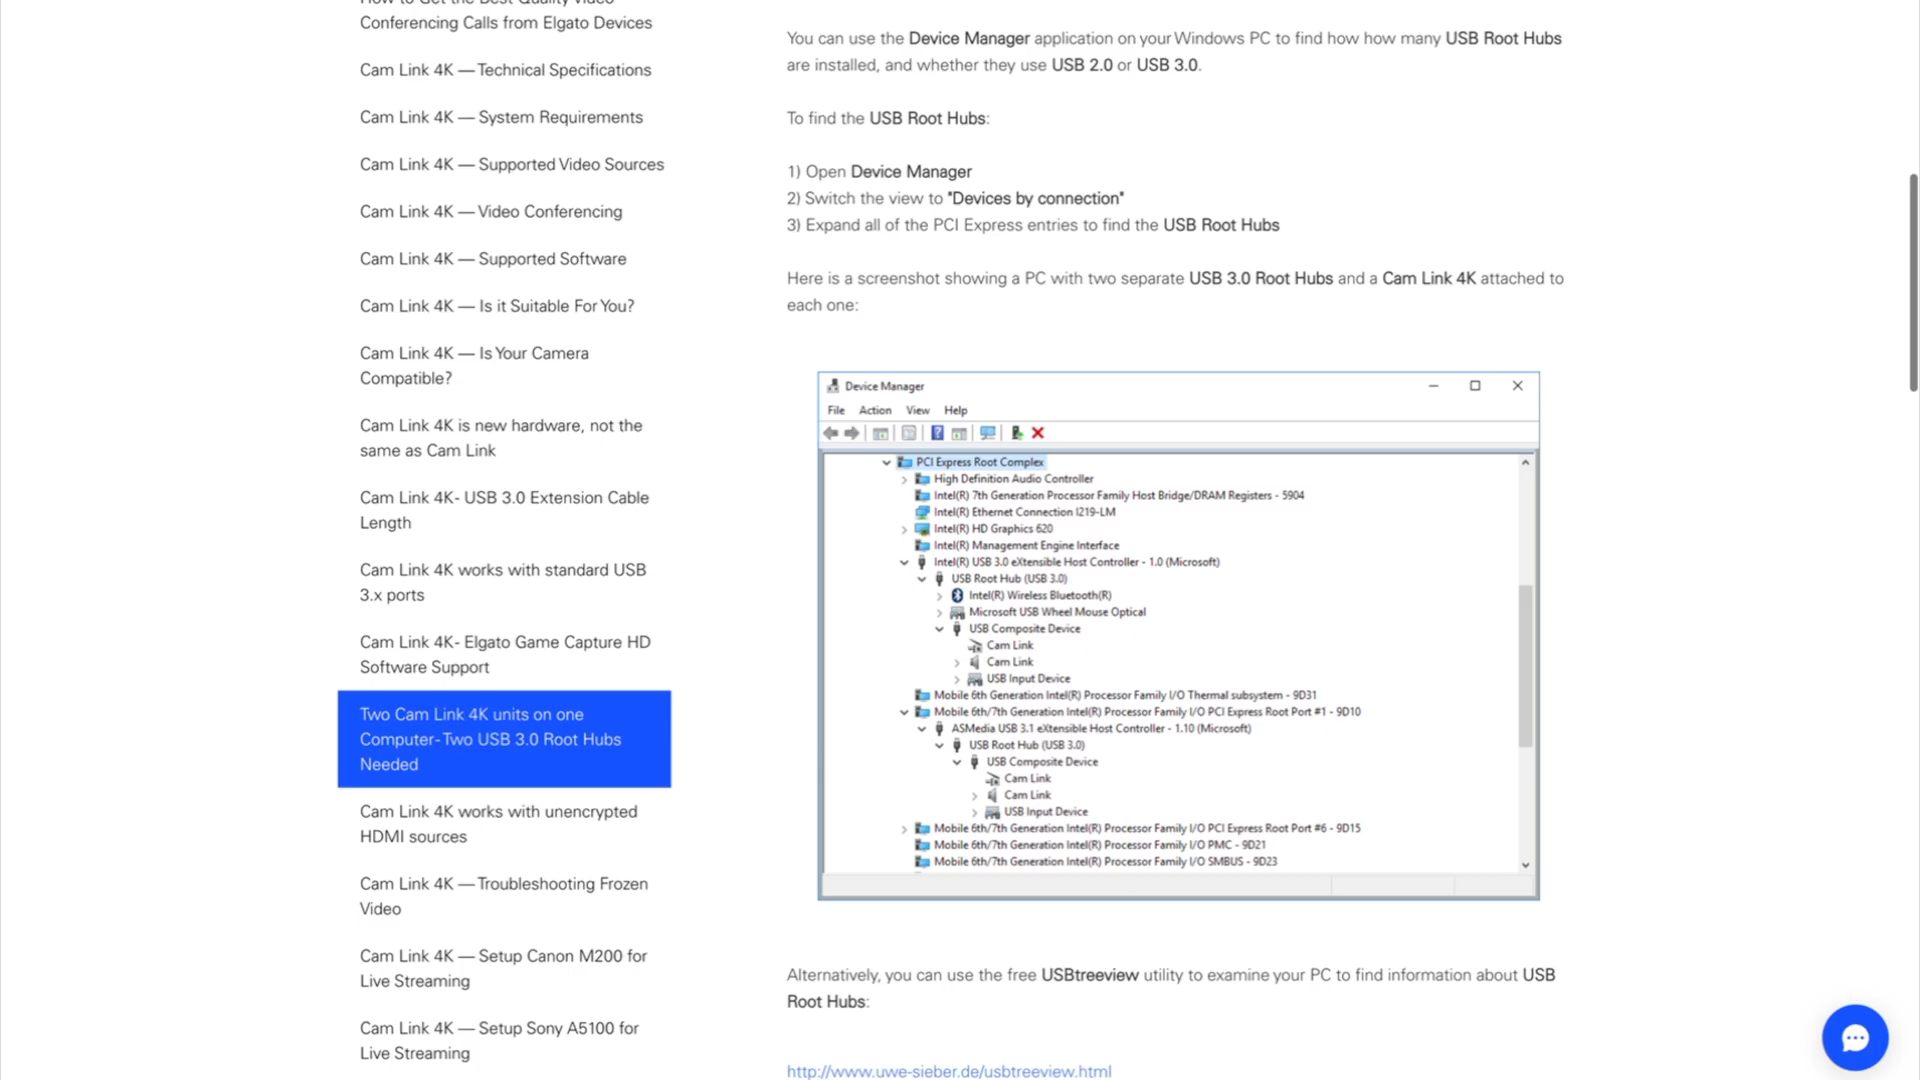 How to Get the Best Quality Video
Conferencing Calls from Elgato Devices
Cam Link 4K — Technical Specifications
Cam Link 4K — System Requirements
Cam Link 4K — Supported Video Sources
Cam Link 4K — Video Conferencing
Cam Link 4K — Supported Software
Cam Link 4K — Is it Suitable For You?
Cam Link 4K — Is Your Camera
Compatible?
Cam Link 4K is new hardware, not the
same as Cam Link
Cam Link 4K- USB 3.0 Extension Cable
Length
Cam Link 4K works with standard USB
3.x ports
Cam Link 4K- Elgato Game Capture HD
Software Support
Two Cam Link 4K units on one
Computer- Two USB 3.0 Root Hubs
Needed
Cam Link 4K works with unencrypted
HDMI sources
Cam Link 4K — Troubleshooting Frozen
Video
Cam Link 4K — Setup Canon M200 for
Live Streaming
Cam Link 4K — Setup Sony A5100 for
Live Streaming
You can use the Device Manager application on your Windows PC to find how how many USB Root Hubs
are installed, and whether they use USB 2.0 or USB 3.0.
To find the USB Root Hubs:
1) Open Device Manager
2) Switch the view to "Devices by connection"
3) Expand all of the PCI Express entries to find the USB Root Hubs
Here is a screenshot showing a PC with two separate USB 3.0 Root Hubs and a Cam Link 4K attached to
each one:
Device Manager
File Action View Help
PCI Express Root Complex
High Definition Audio Controller
Intel(R) 7th Generation Processor Family Host Bridge/DRAM Registers - 5904
Intel(R) Ethernet Connection I219-LM
Intel(R) HD Graphics 620
Intel(R) Management Engine Interface
Intel(R) USB 3.0 eXtensible Host Controller - 1.0 (Microsoft)
USB Root Hub (USB 3.0)
Intel(R) Wireless Bluetooth(R)
Microsoft USB Wheel Mouse Optical
USB Composite Device
Cam Link
Cam Link
USB Input Device
Mobile 6th Generation Intel(R) Processor Family I/O Thermal subsystem - 9D31
Mobile 6th/7th Generation Intel(R) Processor Family I/O PCI Express Root Port #1 - 9D10
ASMedia USB 3.1 eXtensible Host Controller - 1.10 (Microsoft)
USB Root Hub (USB 3.0)
USB Composite Device
Cam Link
Cam Link
USB Input Device
Mobile 6th/7th Generation Intel(R) Processor Family I/O PCI Express Root Port #6 - 9D15
Mobile 6th/7th Generation Intel(R) Processor Family I/O PMC - 9D21
Mobile 6th/7th Generation Intel(R) Processor Family I/O SMBUS - 9D23
Alternatively, you can use the free USBtreeview utility to examine your PC to find information about USB
Root Hubs:
http://www.uwe-sieber.de/usbtreeview.html